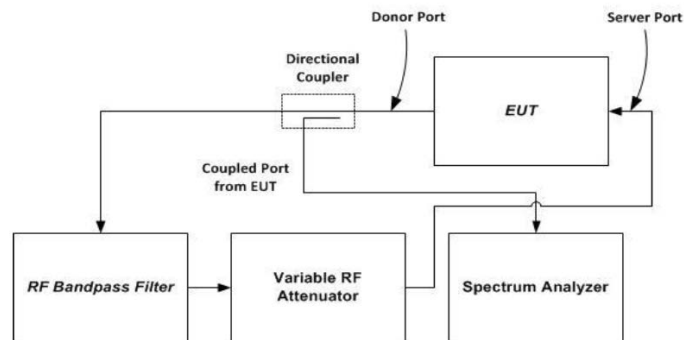 Donor Port
Server Port
Directional
Coupler
EUT
Coupled Port
from EUT
RF Bandpass Filter
Variable RF
Attenuator
Spectrum Analyzer